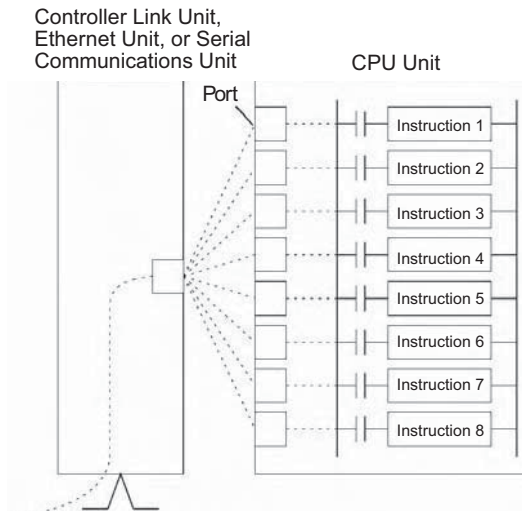 Controller Link Unit,
Ethernet Unit, or Serial
Communications Unit
CPU Unit
Port
Instruction 1
Instruction 2
Instruction 3
Instruction 4
Instruction 5
Instruction 6
Instruction 7
Instruction 8